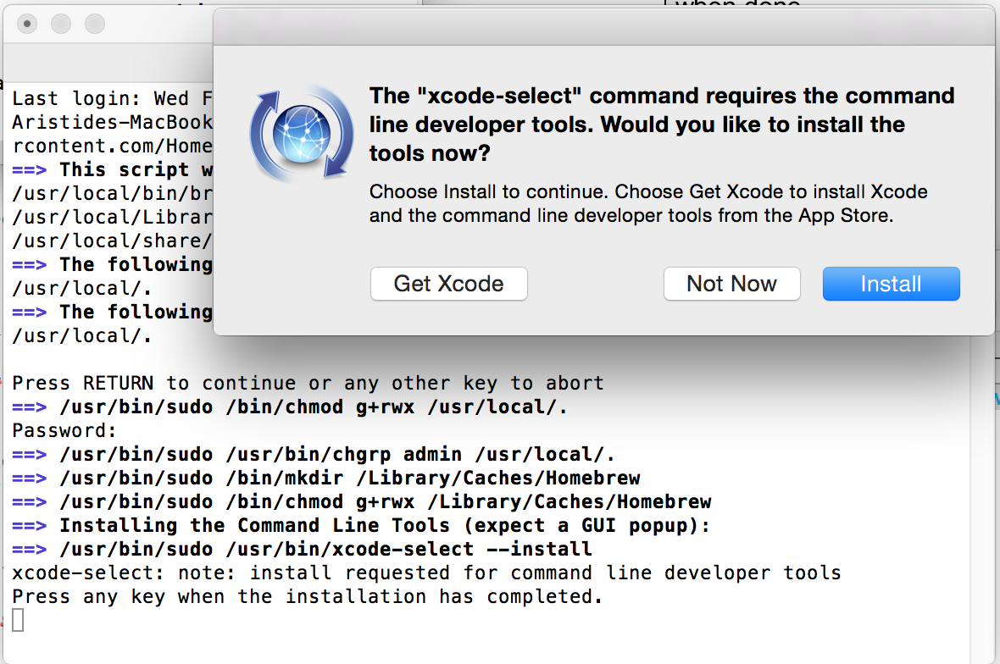 when done
Last login: Wed F
Aristides-MacBook
rcontent.com/Home
==> This script w
/usr/local/bin/br
/usr/local/Librar
/usr/local/share/
==> The following
/usr/local/.
==> The following
/usr/local/.
The "xcode-select" command requires the command
line developer tools. Would you like to install the
tools now?
Choose Install to continue. Choose Get Xcode to install Xcode
and the command line developer tools from the App Store.
Get Xcode Not Now Install
Press RETURN to continue or any other key to abort
==> /usr/bin/sudo /bin/chmod g+rwx /usr/local/.
Password:
==> /usr/bin/sudo /usr/bin/chgrp admin /usr/local/.
==> /usr/bin/sudo /bin/mkdir /Library/Caches/Homebrew
==> /usr/bin/sudo /bin/chmod g+rwx /Library/Caches/Homebrew
==> Installing the Command Line Tools (expect a GUI popup):
==> /usr/bin/sudo /usr/bin/xcode-select --install
xcode-select: note: install requested for command line developer tools
Press any key when the installation has completed.